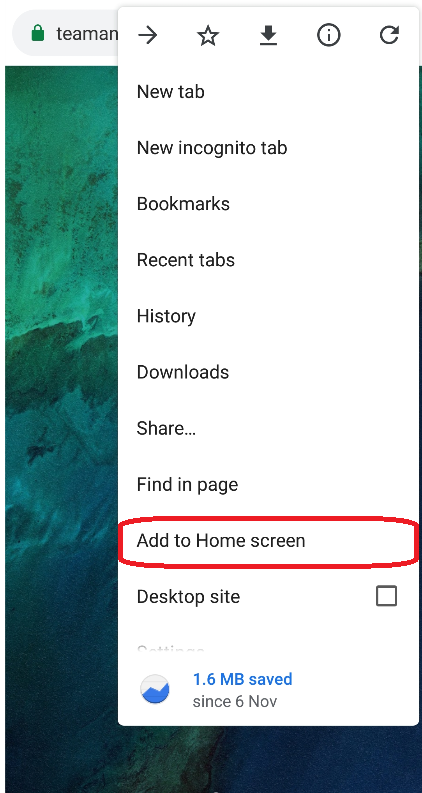 teaman
New tab
New incognito tab
Bookmarks
Recent tabs
History
Downloads
Share...
Find in page
Add to Home screen
Desktop site
Settings
1.6 MB saved
since 6 Nov